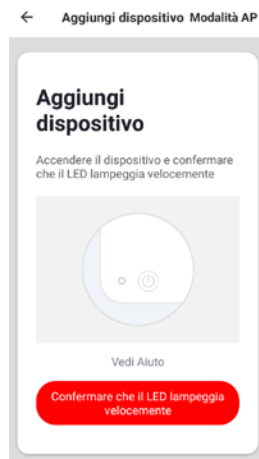 Aggiungi dispositivo Modalità AP
Aggiungi
dispositivo
Accendere il dispositivo e confermare
che il LED lampeggia velocemente
Vedi Aiuto
Confermare che il LED lampeggia
velocemente